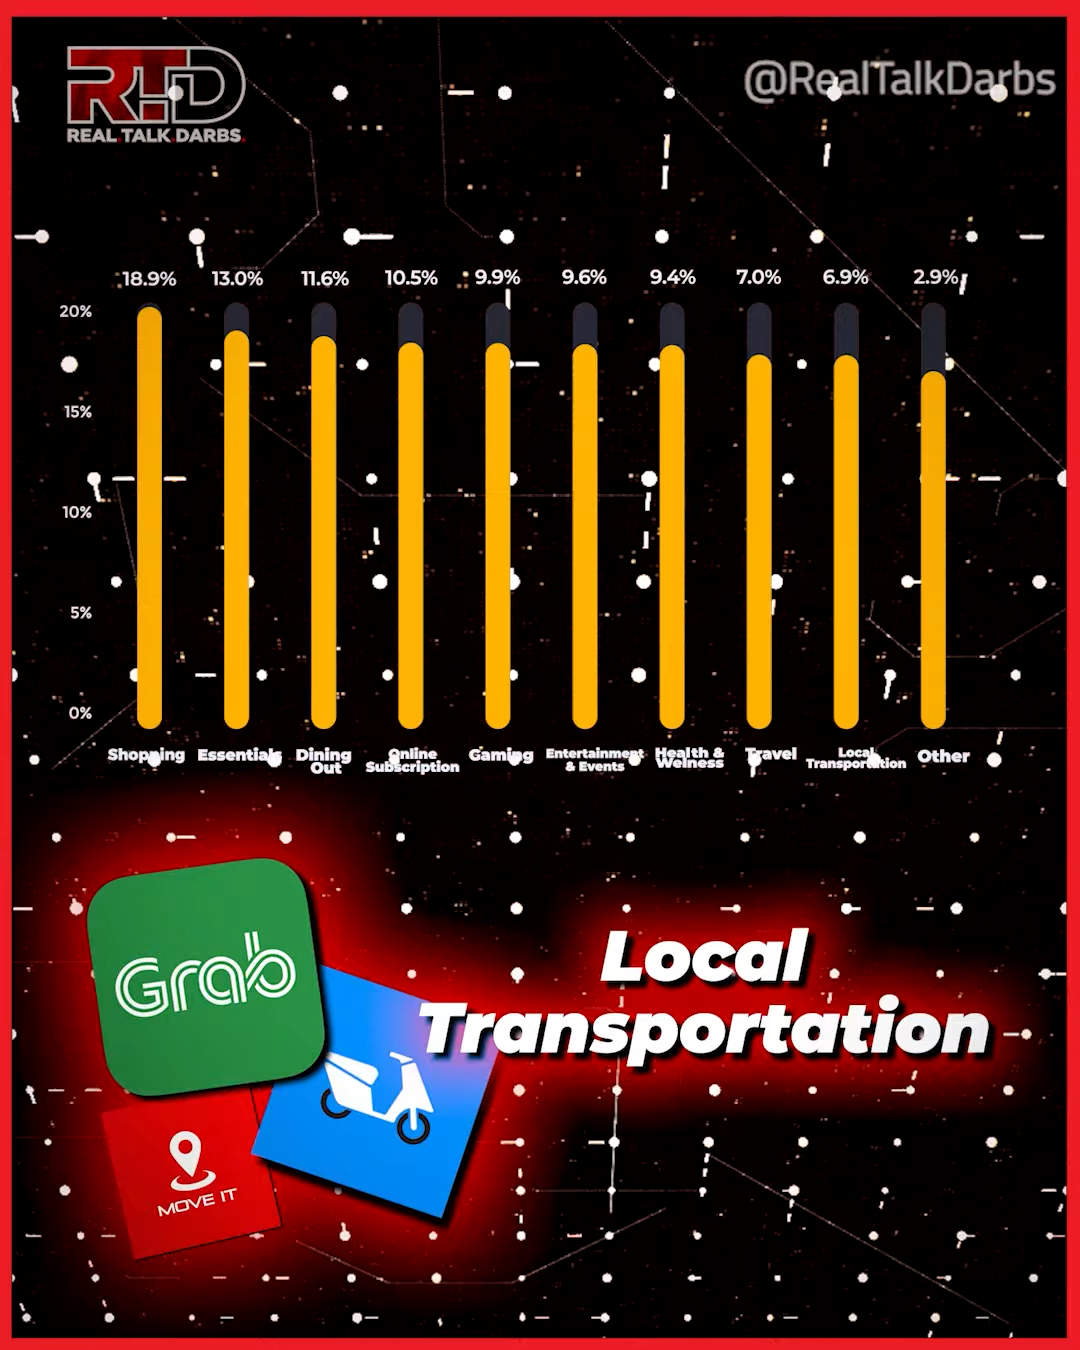 RTD
REAL.TALK.DARBS.
@RealTalkDarbs
18.9% 13.0% 11.6% 10.5% 9.9% 9.6% 9.4% 7.0% 6.9% 2.9%
20%
15%
10%
5%
0%
Shopping
Essentials
Dining
Out
Online
Subscription
Gaming
Entertainment
& Events
Health &
Welness
Travel
Local
Transportation
Other
Grab
MOVE IT
Local
Transportation